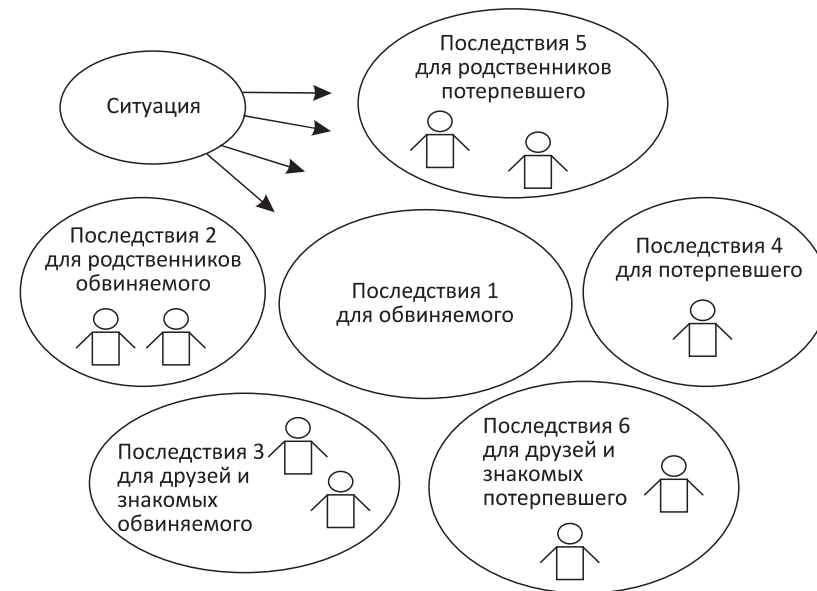 Ситуация
Последствия 5
для родственников
потерпевшего
Последствия 2
для родственников
обвиняемого
Последствия 1
для обвиняемого
Последствия 4
для потерпевшего
Последствия 3
для друзей и
знакомых
обвиняемого
Последствия 6
для друзей и
знакомых
потерпевшего